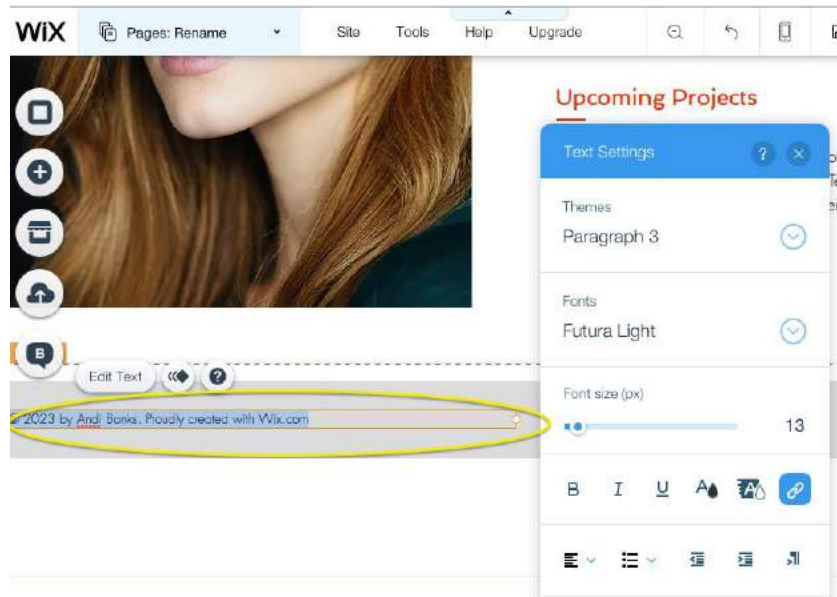 WiX Pages: Rename Site Tools Help Upgrade
Upcoming Projects
Text Settings ?
Themes
Paragraph 3
Fonts
Futura Light
B
Edit Text ?
2023 by Andi Banks. Proudly created with Wix.com
Font size (px)
13
B I U A A